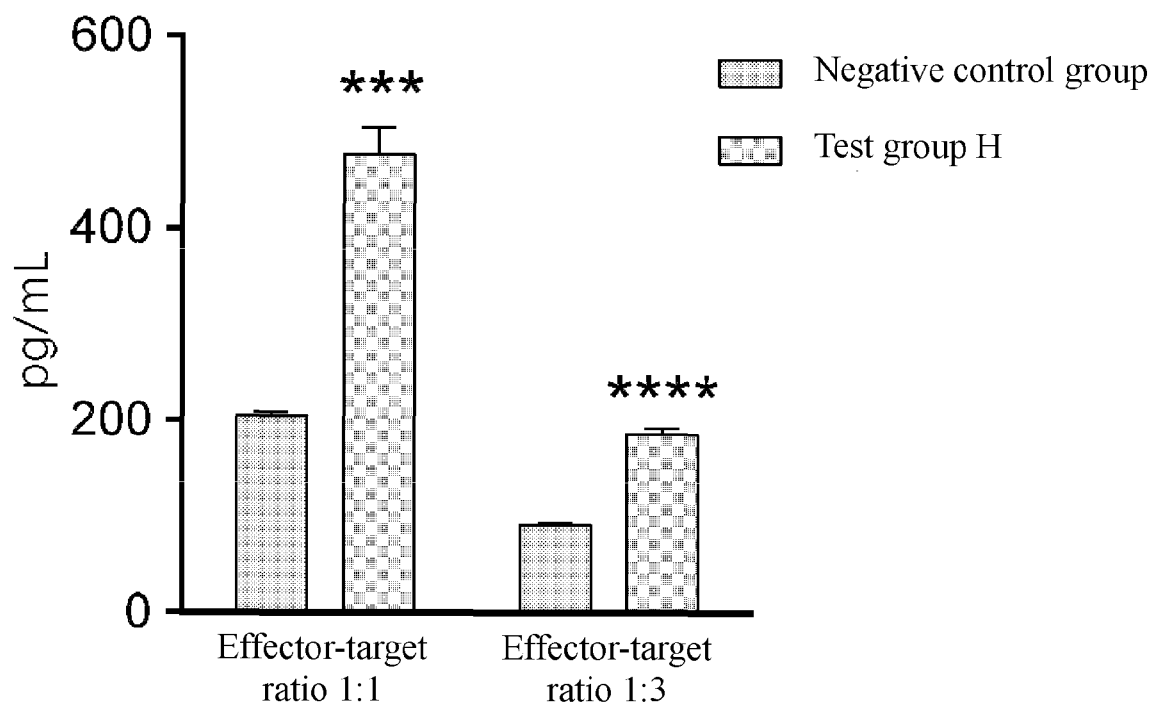 600
400
200
0
pg/mL
***
****
Negative control group
Test group H
Effector-target
ratio 1:1
Effector-target
ratio 1:3